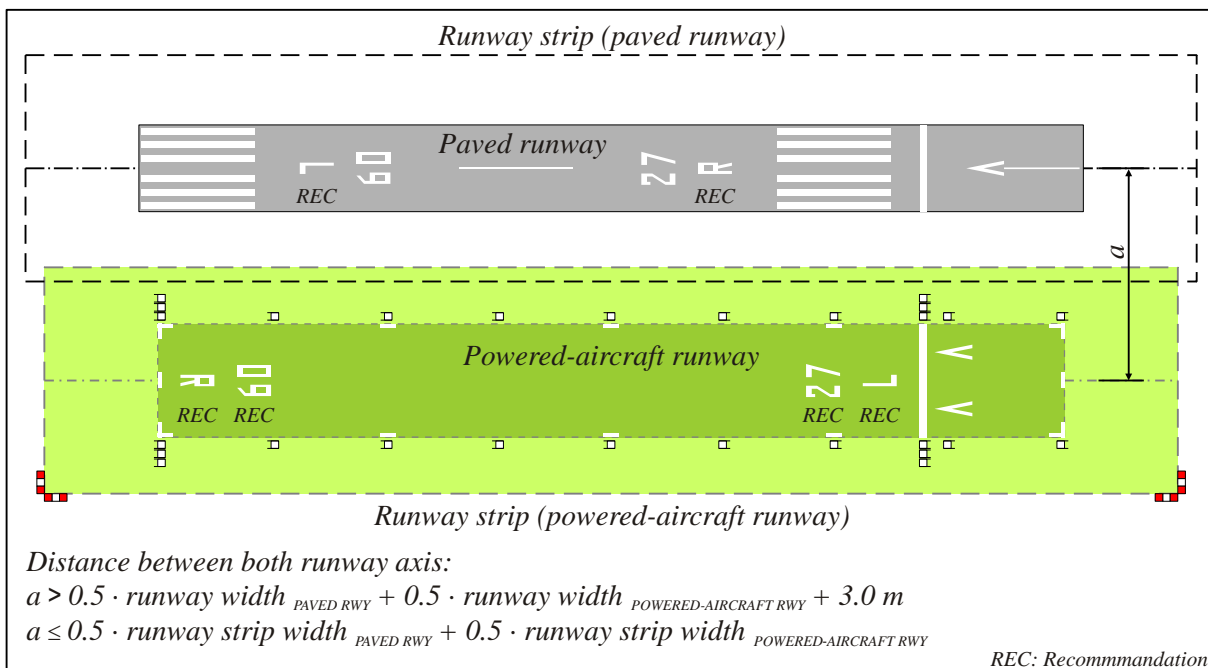 Runway strip (paved runway)
Paved runway
L
09
27
R
REC
REC
a
Powered-aircraft runway
R
09
27
L
REC
REC
REC
REC
Runway strip (powered-aircraft runway)
Distance between both runway axis:
a > 0.5 · runway width PAVED RWY + 0.5 · runway width POWERED-AIRCRAFT RWY + 3.0 m
a ≤ 0.5 · runway strip width PAVED RWY + 0.5 · runway strip width POWERED-AIRCRAFT RWY
REC: Recommmandation